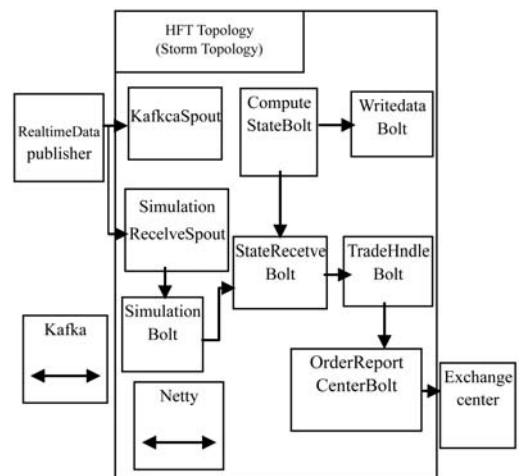 HFT Topology
(Storm Topology)
RealtimeData
publisher
KafkcaSpout
Compute
StateBolt
Writedata
Bolt
Simulation
RecelveSpout
StateRecetve
Bolt
TradeHndle
Bolt
Simulation
Bolt
Kafka
OrderReport
CenterBolt
Exchange
center
Netty